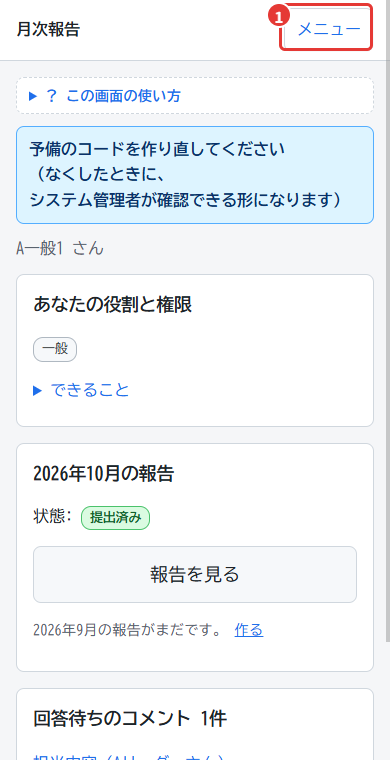 月次報告
1
メニュー
▶ ? この画面の使い方
予備のコードを作り直してください
（なくしたときに、
システム管理者が確認できる形になります）
A一般1 さん
あなたの役割と権限
一般
▶ できること
2026年10月の報告
状態: 提出済み
報告を見る
2026年9月の報告がまだです。 作る
回答待ちのコメント 1件